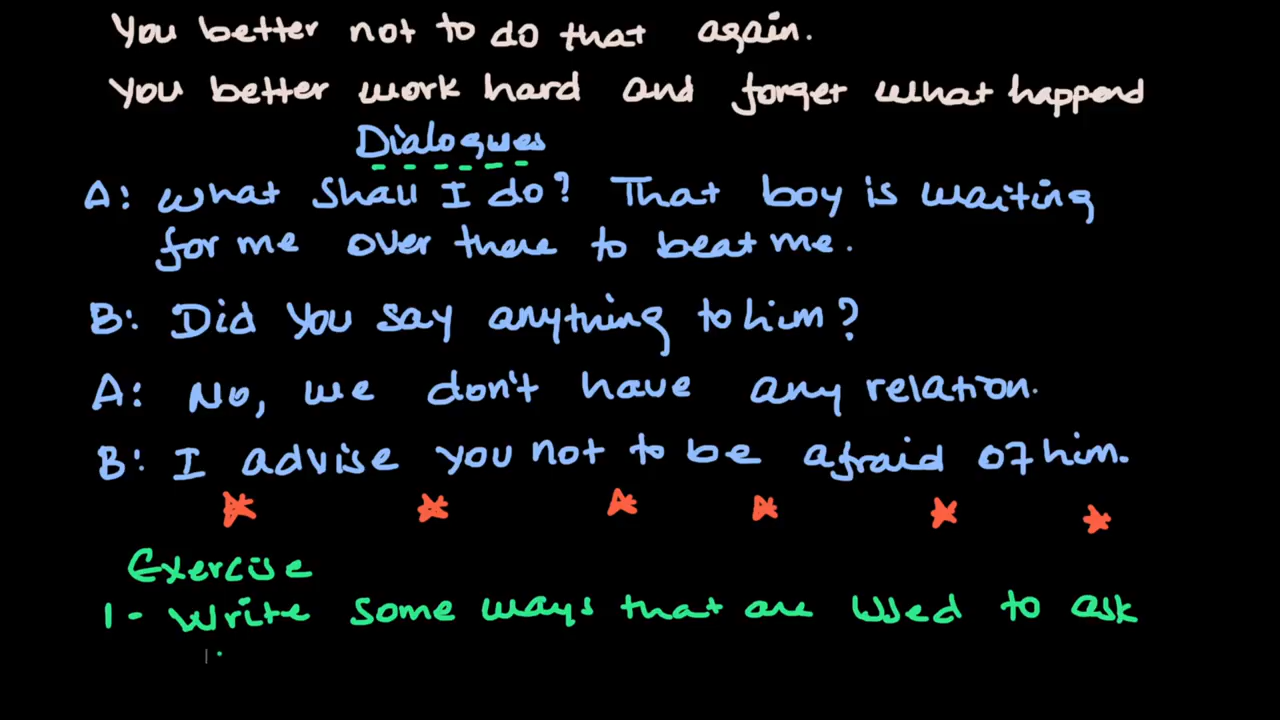 You better not to do that again.
You better work hard and forget what happend
Dialogues
A: What Shall I do? That boy is waiting
for me over there to beat me.
B: Did You say anything to him?
A: No, we don't have any relation.
B: I advise you not to be afraid of him.
Exercise
1- Write some ways that are used to ask